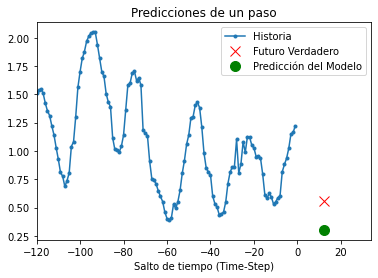 Predicciones de un paso
Historia
Futuro Verdadero
Predicción del Modelo
2.00
1.75
1.50
1.25
1.00
0.75
0.50
0.25
−120 −100 −80 −60 −40 −20 0 20
Salto de tiempo (Time-Step)